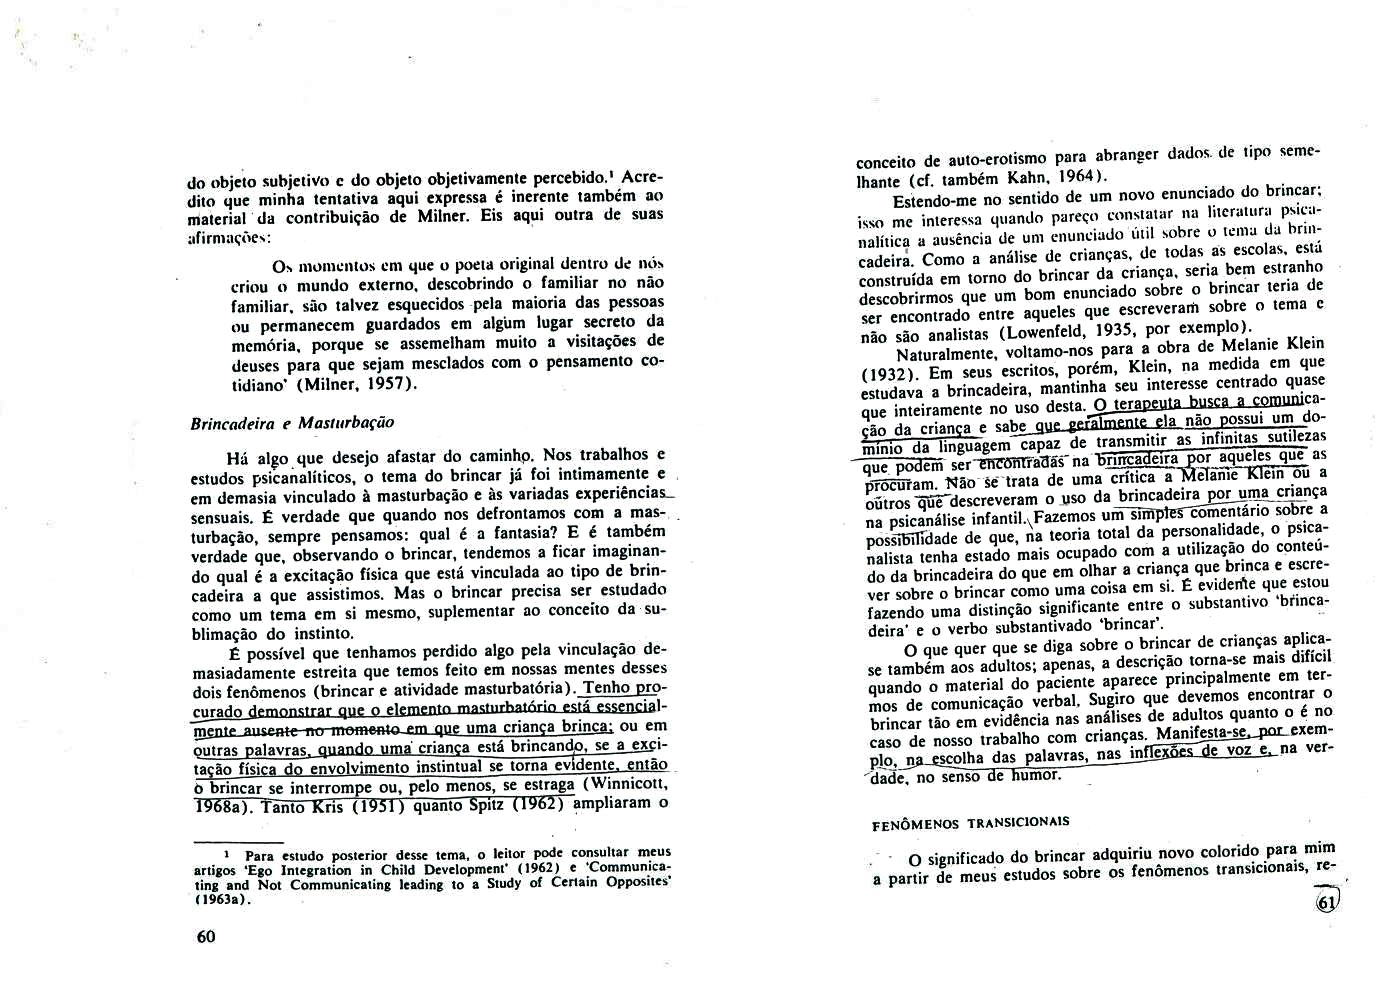 do objeto subjetivo e do objeto objetivamente percebido.¹ Acre-
dito que minha tentativa aqui expressa é inerente também ao
material da contribuição de Milner. Eis aqui outra de suas
afirmações:
Os momentos em que o poeta original dentro de nós
criou o mundo externo, descobrindo o familiar no não
familiar, são talvez esquecidos pela maioria das pessoas
ou permanecem guardados em algum lugar secreto da
memória, porque se assemelham muito a visitações de
deuses para que sejam mesclados com o pensamento co-
tidiano' (Milner, 1957).
Brincadeira e Masturbação
Há algo que desejo afastar do caminho. Nos trabalhos e
estudos psicanalíticos, o tema do brincar já foi intimamente e
em demasia vinculado à masturbação e às variadas experiências
sensuais. É verdade que quando nos defrontamos com a mas-
turbação, sempre pensamos: qual é a fantasia? E é também
verdade que, observando o brincar, tendemos a ficar imaginan-
do qual é a excitação física que está vinculada ao tipo de brin-
cadeira a que assistimos. Mas o brincar precisa ser estudado
como um tema em si mesmo, suplementar ao conceito da su-
blimação do instinto.
É possível que tenhamos perdido algo pela vinculação de-
masiadamente estreita que temos feito em nossas mentes desses
dois fenômenos (brincar e atividade masturbatória). Tenho pro-
curado demonstrar que o elemento masturbatório está essencial-
mente ausente no momento em que uma criança brinca; ou em
outras palavras, quando uma criança está brincando, se a exci-
tação física do envolvimento instintual se torna evidente, então
o brincar se interrompe ou, pelo menos, se estraga (Winnicott,
1968a). Tanto Kris (1951) quanto Spitz (1962) ampliaram o
¹ Para estudo posterior desse tema, o leitor pode consultar meus
artigos 'Ego Integration in Child Development' (1962) e 'Communica-
ting and Not Communicating leading to a Study of Certain Opposites'
(1963a).
60
conceito de auto-erotismo para abranger dados de tipo seme-
lhante (cf. também Kahn, 1964).
Estendo-me no sentido de um novo enunciado do brincar;
isso me interessa quando pareço constatar na literatura psica-
nalítica a ausência de um enunciado útil sobre o tema da brin-
cadeira. Como a análise de crianças, de todas as escolas, está
construída em torno do brincar da criança, seria bem estranho
descobrirmos que um bom enunciado sobre o brincar teria de
ser encontrado entre aqueles que escreveram sobre o tema e
não são analistas (Lowenfeld, 1935, por exemplo).
Naturalmente, voltamo-nos para a obra de Melanie Klein
(1932). Em seus escritos, porém, Klein, na medida em que
estudava a brincadeira, mantinha seu interesse centrado quase
que inteiramente no uso desta. O terapeuta busca a comunica-
ção da criança e sabe que geralmente ela não possui um do-
mínio da linguagem capaz de transmitir as infinitas sutilezas
que podem ser encontradas na brincadeira por aqueles que as
procuram. Não se trata de uma crítica a Melanie Klein ou a
outros que descreveram o uso da brincadeira por uma criança
na psicanálise infantil. Fazemos um simples comentário sobre a
possibilidade de que, na teoria total da personalidade, o psica-
nalista tenha estado mais ocupado com a utilização do conteú-
do da brincadeira do que em olhar a criança que brinca e escre-
ver sobre o brincar como uma coisa em si. É evidente que estou
fazendo uma distinção significante entre o substantivo 'brinca-
deira' e o verbo substantivado 'brincar'.
O que quer que se diga sobre o brincar de crianças aplica-
se também aos adultos; apenas, a descrição torna-se mais difícil
quando o material do paciente aparece principalmente em ter-
mos de comunicação verbal. Sugiro que devemos encontrar o
brincar tão em evidência nas análises de adultos quanto o é no
caso de nosso trabalho com crianças. Manifesta-se, por exem-
plo, na escolha das palavras, nas inflexões de voz e, na ver-
dade, no senso de humor.
FENÔMENOS TRANSICIONAIS
O significado do brincar adquiriu novo colorido para mim
a partir de meus estudos sobre os fenômenos transicionais, re-
61